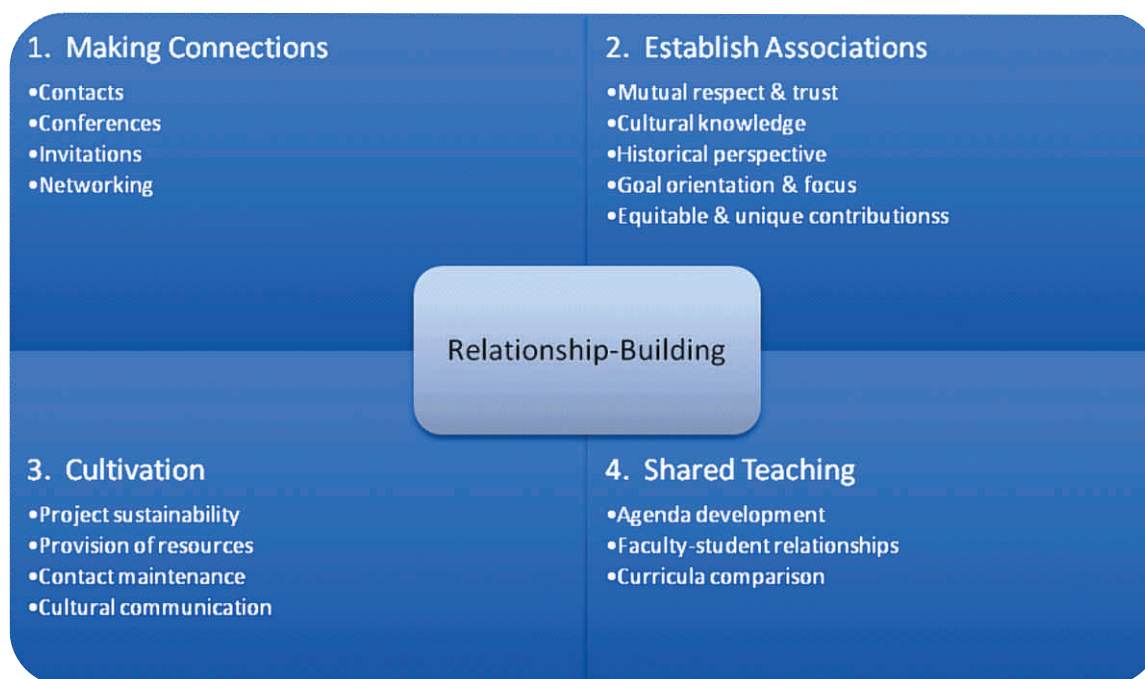 1. Making Connections
•Contacts
•Conferences
•Invitations
•Networking
2. Establish Associations
•Mutual respect & trust
•Cultural knowledge
•Historical perspective
•Goal orientation & focus
•Equitable & unique contributionss
Relationship-Building
3. Cultivation
•Project sustainability
•Provision of resources
•Contact maintenance
•Cultural communication
4. Shared Teaching
•Agenda development
•Faculty-student relationships
•Curricula comparison